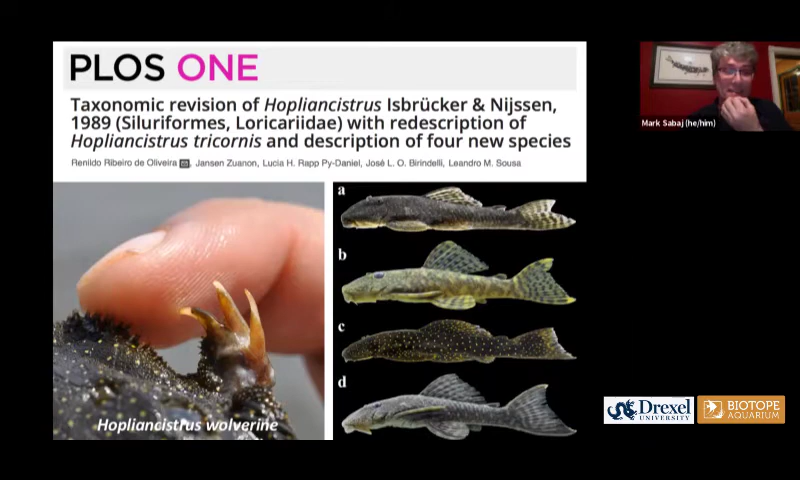 PLOS ONE
Taxonomic revision of Hopliancistrus Isbrücker & Nijssen,
1989 (Siluriformes, Loricariidae) with redescription of
Hopliancistrus tricornis and description of four new species
Renildo Ribeiro de Oliveira, Jansen Zuanon, Lucia H. Rapp Py-Daniel, José L. O. Birindelli, Leandro M. Sousa
Mark Sabaj (he/him)
a
b
c
d
Hopliancistrus wolverine
Drexel
UNIVERSITY
BIOTOPE
AQUARIUM